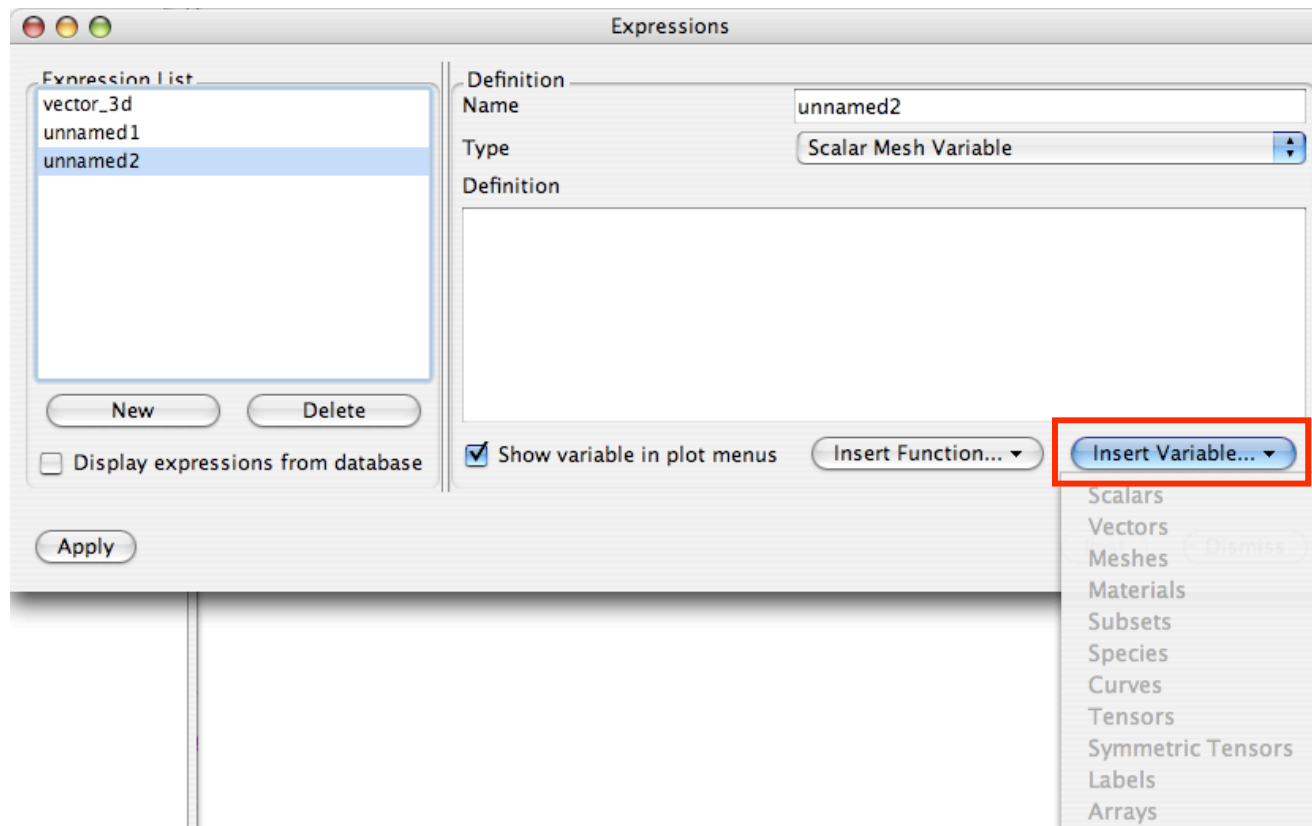 Expressions
Expression List
vector_3d
unnamed1
unnamed2
New
Delete
Display expressions from database
Apply
Definition
Name
unnamed2
Type
Scalar Mesh Variable
Definition
Show variable in plot menus
Insert Function...
Insert Variable...
Dismiss
Scalars
Vectors
Meshes
Materials
Subsets
Species
Curves
Tensors
Symmetric Tensors
Labels
Arrays